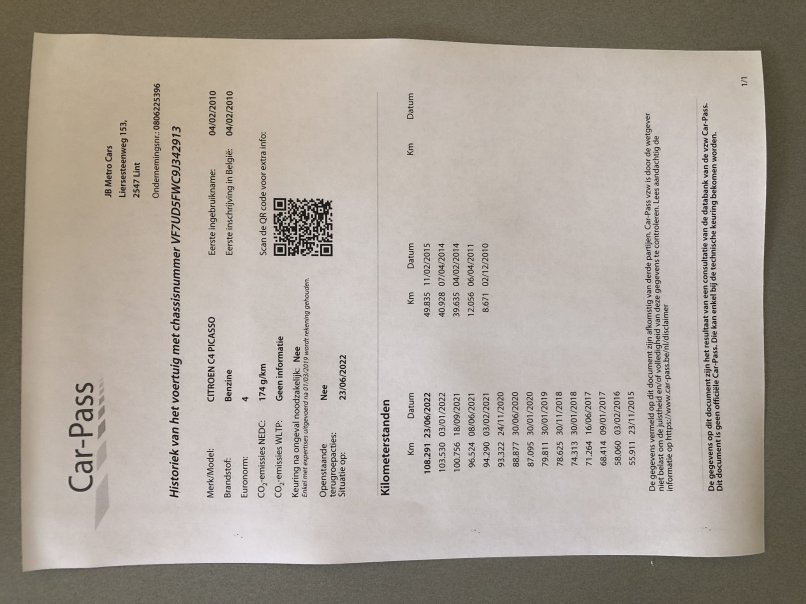 Car-Pass
JB Metro Cars
Liersesteenweg 153,
2547 Lint
Ondernemingsnr.: 0806225396
Historiek van het voertuig met chassisnummer VF7UD5FWC9J342913
Merk/Model: CITROEN C4 PICASSO
Brandstof: Benzine
Euronorm: 4
CO2-emissies NEDC: 174 g/km
CO2-emissies WLTP: Geen informatie
Keuring na ongeval noodzakelijk: Nee
Enkel met expertises uitgevoerd na 01/03/2019 wordt rekening gehouden.
Openstaande Nee
terugroepacties:
Situatie op: 23/06/2022
Eerste ingebruikname: 04/02/2010
Eerste inschrijving in België: 04/02/2010
Scan de QR code voor extra info:
Kilometerstanden
Km Datum
108.291 23/06/2022
103.530 03/01/2022
100.756 18/09/2021
96.524 08/06/2021
94.290 03/02/2021
93.322 24/11/2020
88.877 30/06/2020
87.095 30/01/2020
79.811 30/01/2019
78.625 30/11/2018
74.313 30/01/2018
71.264 16/06/2017
68.414 09/01/2017
58.060 03/02/2016
55.911 23/11/2015
Km Datum
49.835 11/02/2015
40.928 07/04/2014
39.635 04/02/2014
12.056 06/04/2011
8.671 02/12/2010
Km Datum
De gegevens vermeld op dit document zijn afkomstig van derde partijen. Car-Pass vzw is door de wetgever
niet belast om de juistheid en/of volledigheid van deze gegevens te controleren. Lees aandachtig de
informatie op https://www.car-pass.be/nl/disclaimer
De gegevens op dit document zijn het resultaat van een consultatie van de databank van de vzw Car-Pass.
Dit document is geen officiële Car-Pass. Die kan enkel bij de technische keuring bekomen worden.
1/1